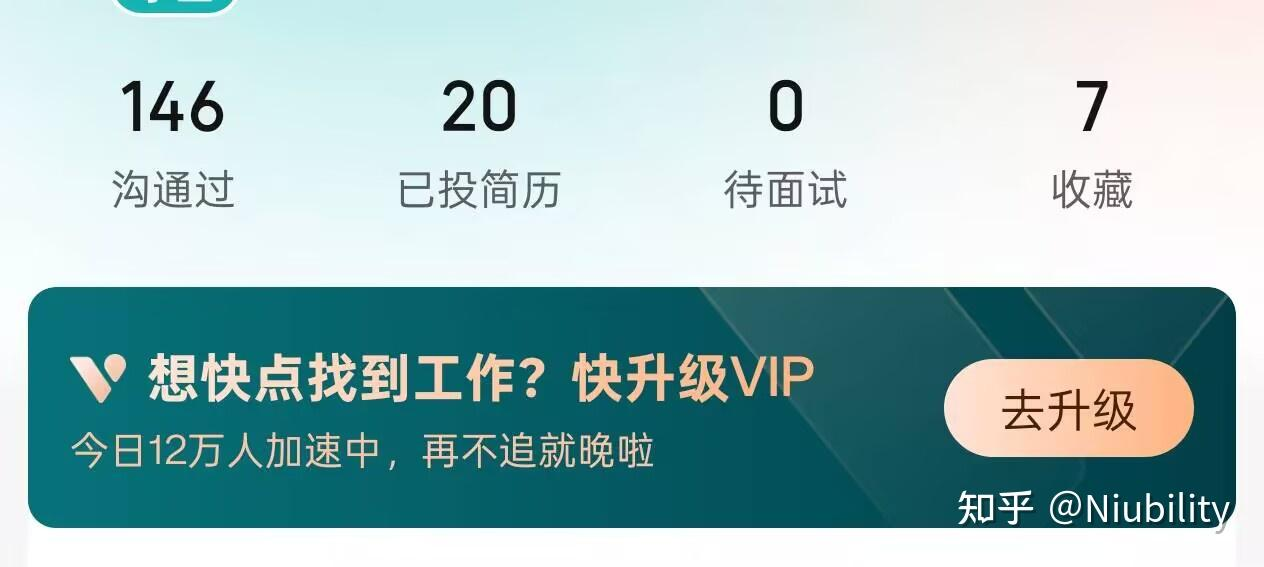 146 20 0 7
沟通过 已投简历 待面试 收藏
想快点找到工作？快升级VIP
今日12万人加速中，再不追就晚啦
去升级
知乎 @Niubility